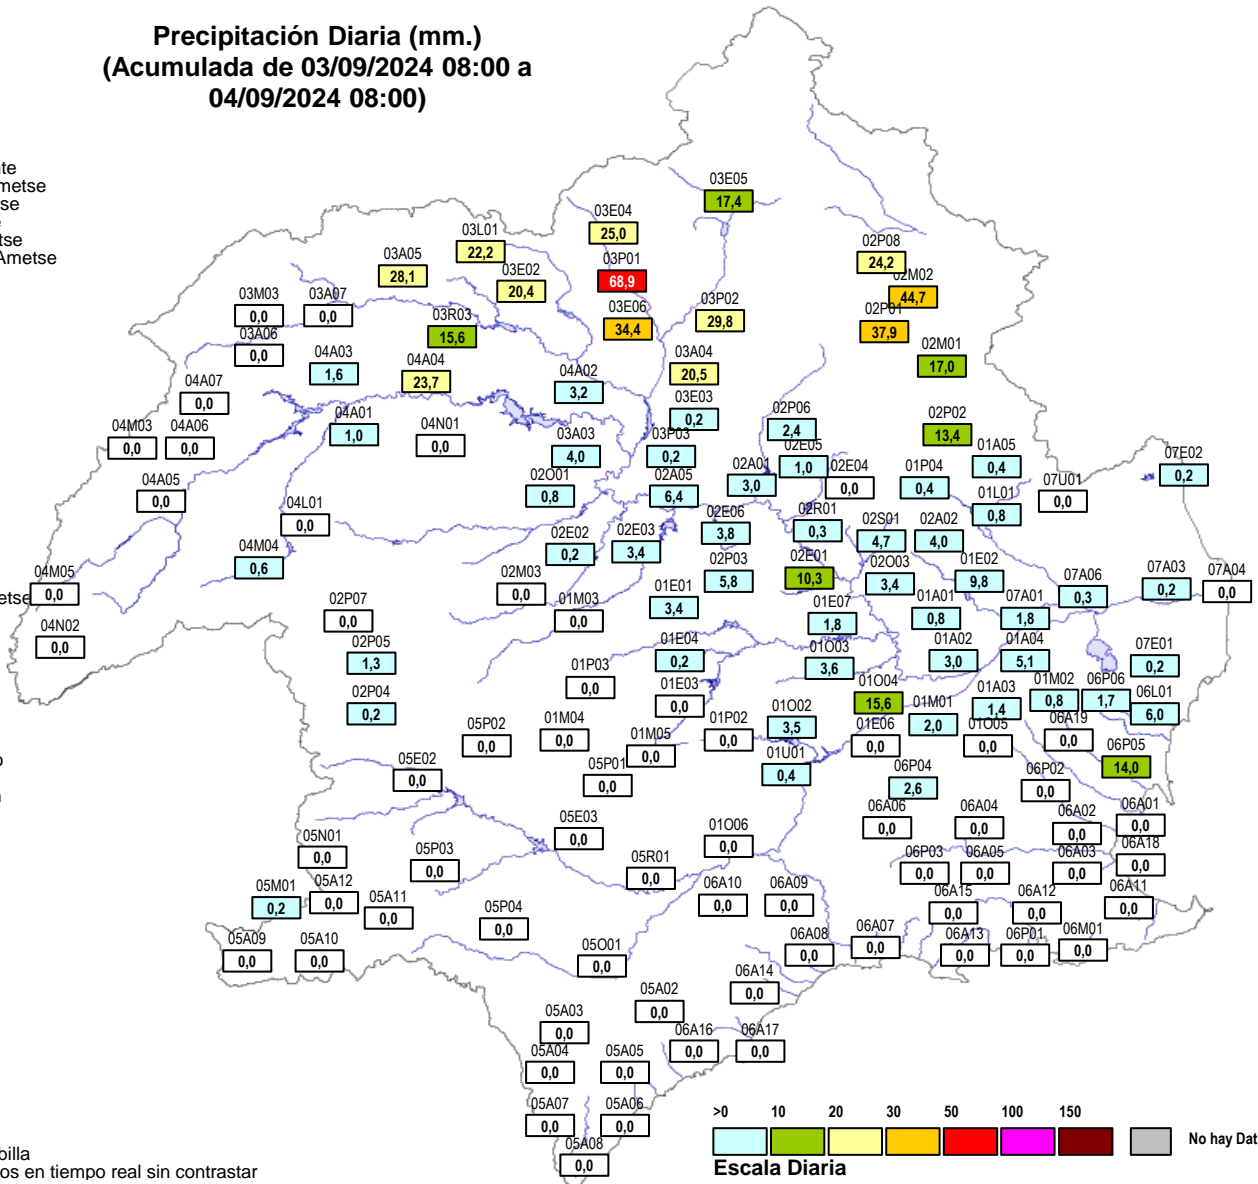 Precipitación Diaria (mm.)
(Acumulada de 03/09/2024 08:00 a
04/09/2024 08:00)
03E05
17,4
03E04
25,0
03L01
22,2
03A05
28,1
03E02
20,4
03P01
68,9
02P08
24,2
02M02
44,7
03M03
0,0
03A07
0,0
03R03
15,6
03E06
34,4
03P02
29,8
02P01
37,9
03A06
0,0
04A03
1,6
04A04
23,7
04A02
3,2
03A04
20,5
02M01
17,0
04A07
0,0
03E03
0,2
02P06
2,4
02P02
13,4
04M03
0,0
04A06
0,0
04A01
1,0
04N01
0,0
03A03
4,0
03P03
0,2
02E05
1,0
01A05
0,4
07E02
0,2
04A05
0,0
02O01
0,8
02A05
6,4
02A01
3,0
02E04
0,0
01P04
0,4
07U01
0,0
04L01
0,0
01L01
0,8
02E06
3,8
02R01
0,3
02S01
4,7
02A02
4,0
04M04
0,6
02E02
0,2
02E03
3,4
02P03
5,8
02E01
10,3
02O03
3,4
01E02
9,8
04M05
0,0
02M03
0,0
01M03
0,0
01E01
3,4
07A06
0,3
07A03
0,2
07A04
0,0
02P07
0,0
01E07
1,8
01A01
0,8
07A01
1,8
04N02
0,0
02P05
1,3
01E04
0,2
01O03
3,6
01A02
3,0
01A04
5,1
07E01
0,2
01P03
0,0
01E03
0,0
01O04
15,6
01A03
1,4
01M02
0,8
06P06
1,7
06L01
6,0
02P04
0,2
01O02
3,5
01M01
2,0
05P02
0,0
01M04
0,0
01M05
0,0
01P02
0,0
01E06
0,0
01O05
0,0
06A19
0,0
06P05
14,0
05E02
0,0
05P01
0,0
01U01
0,4
06P04
2,6
06P02
0,0
05E03
0,0
06A06
0,0
06A04
0,0
06A02
0,0
06A01
0,0
05N01
0,0
05P03
0,0
01O06
0,0
05R01
0,0
06P03
0,0
06A05
0,0
06A03
0,0
06A18
0,0
05M01
0,2
05A12
0,0
05A11
0,0
06A10
0,0
06A09
0,0
06A15
0,0
06A12
0,0
06A11
0,0
05P04
0,0
05A09
0,0
05A10
0,0
05O01
0,0
06A08
0,0
06A07
0,0
06A13
0,0
06P01
0,0
06M01
0,0
06A14
0,0
05A03
0,0
05A02
0,0
06A16
0,0
06A17
0,0
05A04
0,0
05A05
0,0
05A07
0,0
05A06
0,0
05A08
0,0
>0 10 20 30 50 100 150
No hay Dat
Escala Diaria
billa
os en tiempo real sin contrastar